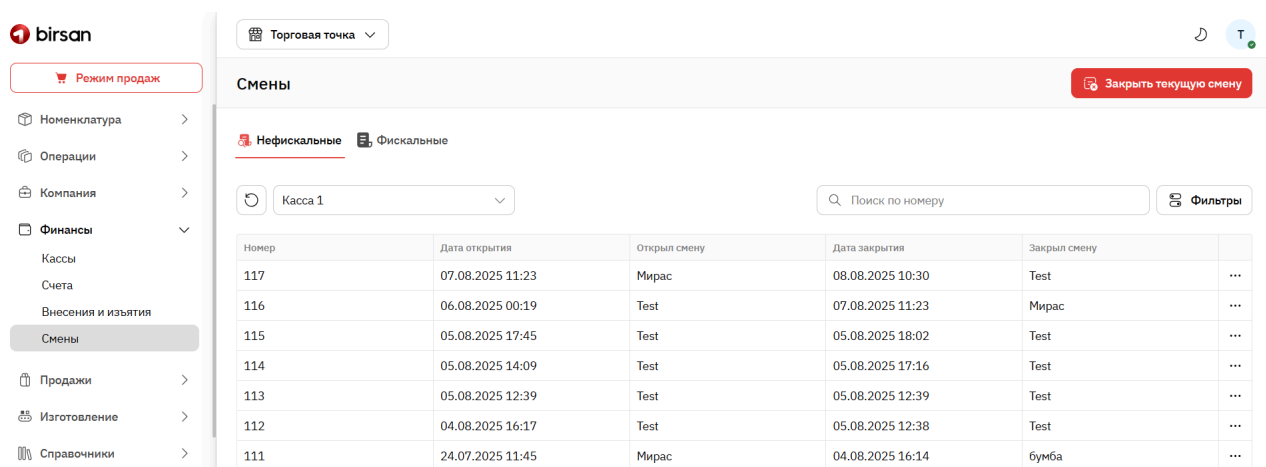 birsan
Торговая точка
T
Режим продаж
Смены
Закрыть текущую смену
Номенклатура
Операции
Компания
Финансы
Кассы
Счета
Внесения и изъятия
Смены
Продажи
Изготовление
Справочники
Нефискальные Фискальные
Касса 1
Поиск по номеру
Фильтры
Номер Дата открытия Открыл смену Дата закрытия Закрыл смену
117 07.08.2025 11:23 Мирас 08.08.2025 10:30 Test ...
116 06.08.2025 00:19 Test 07.08.2025 11:23 Мирас ...
115 05.08.2025 17:45 Test 05.08.2025 18:02 Test ...
114 05.08.2025 14:09 Test 05.08.2025 17:16 Test ...
113 05.08.2025 12:39 Test 05.08.2025 12:39 Test ...
112 04.08.2025 16:17 Test 05.08.2025 12:38 Test ...
111 24.07.2025 11:45 Мирас 04.08.2025 16:14 бумба ...